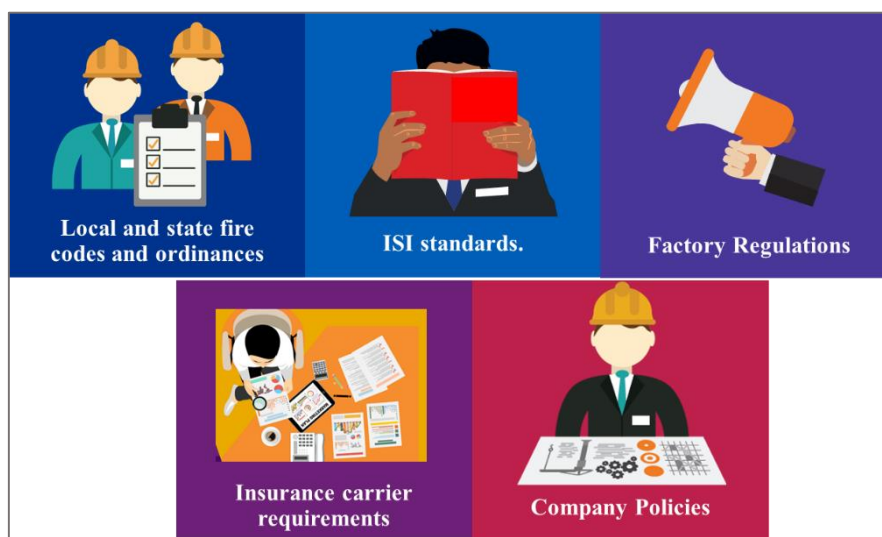 Local and state fire
codes and ordinances
ISI standards.
Factory Regulations
Insurance carrier
requirements
Company Policies